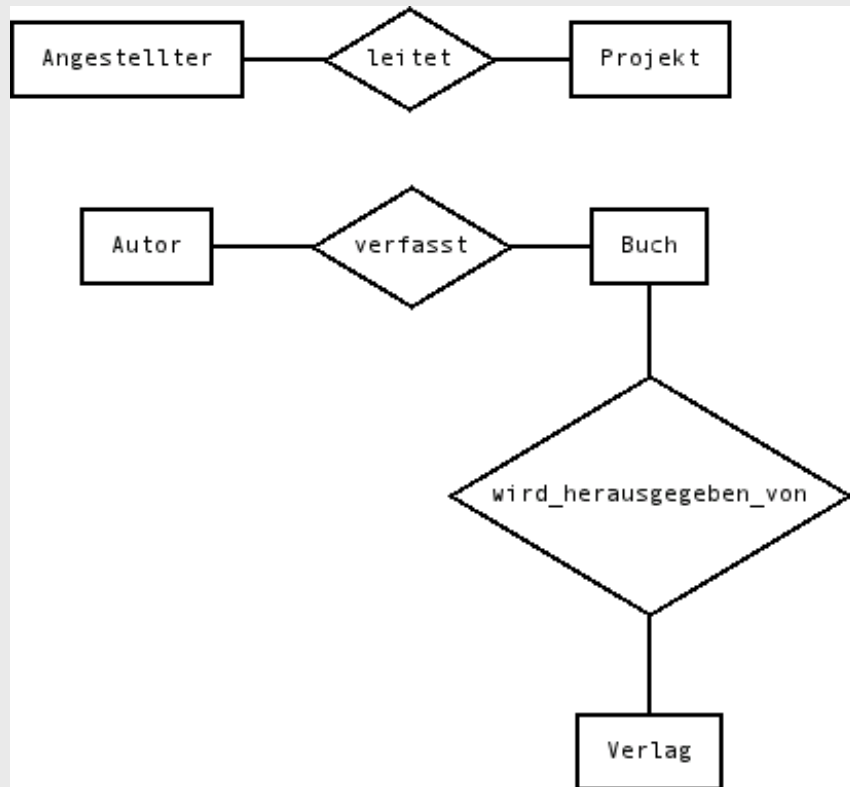 Angestellter leitet Projekt
Autor verfasst Buch
wird_herausgegeben_von
Verlag